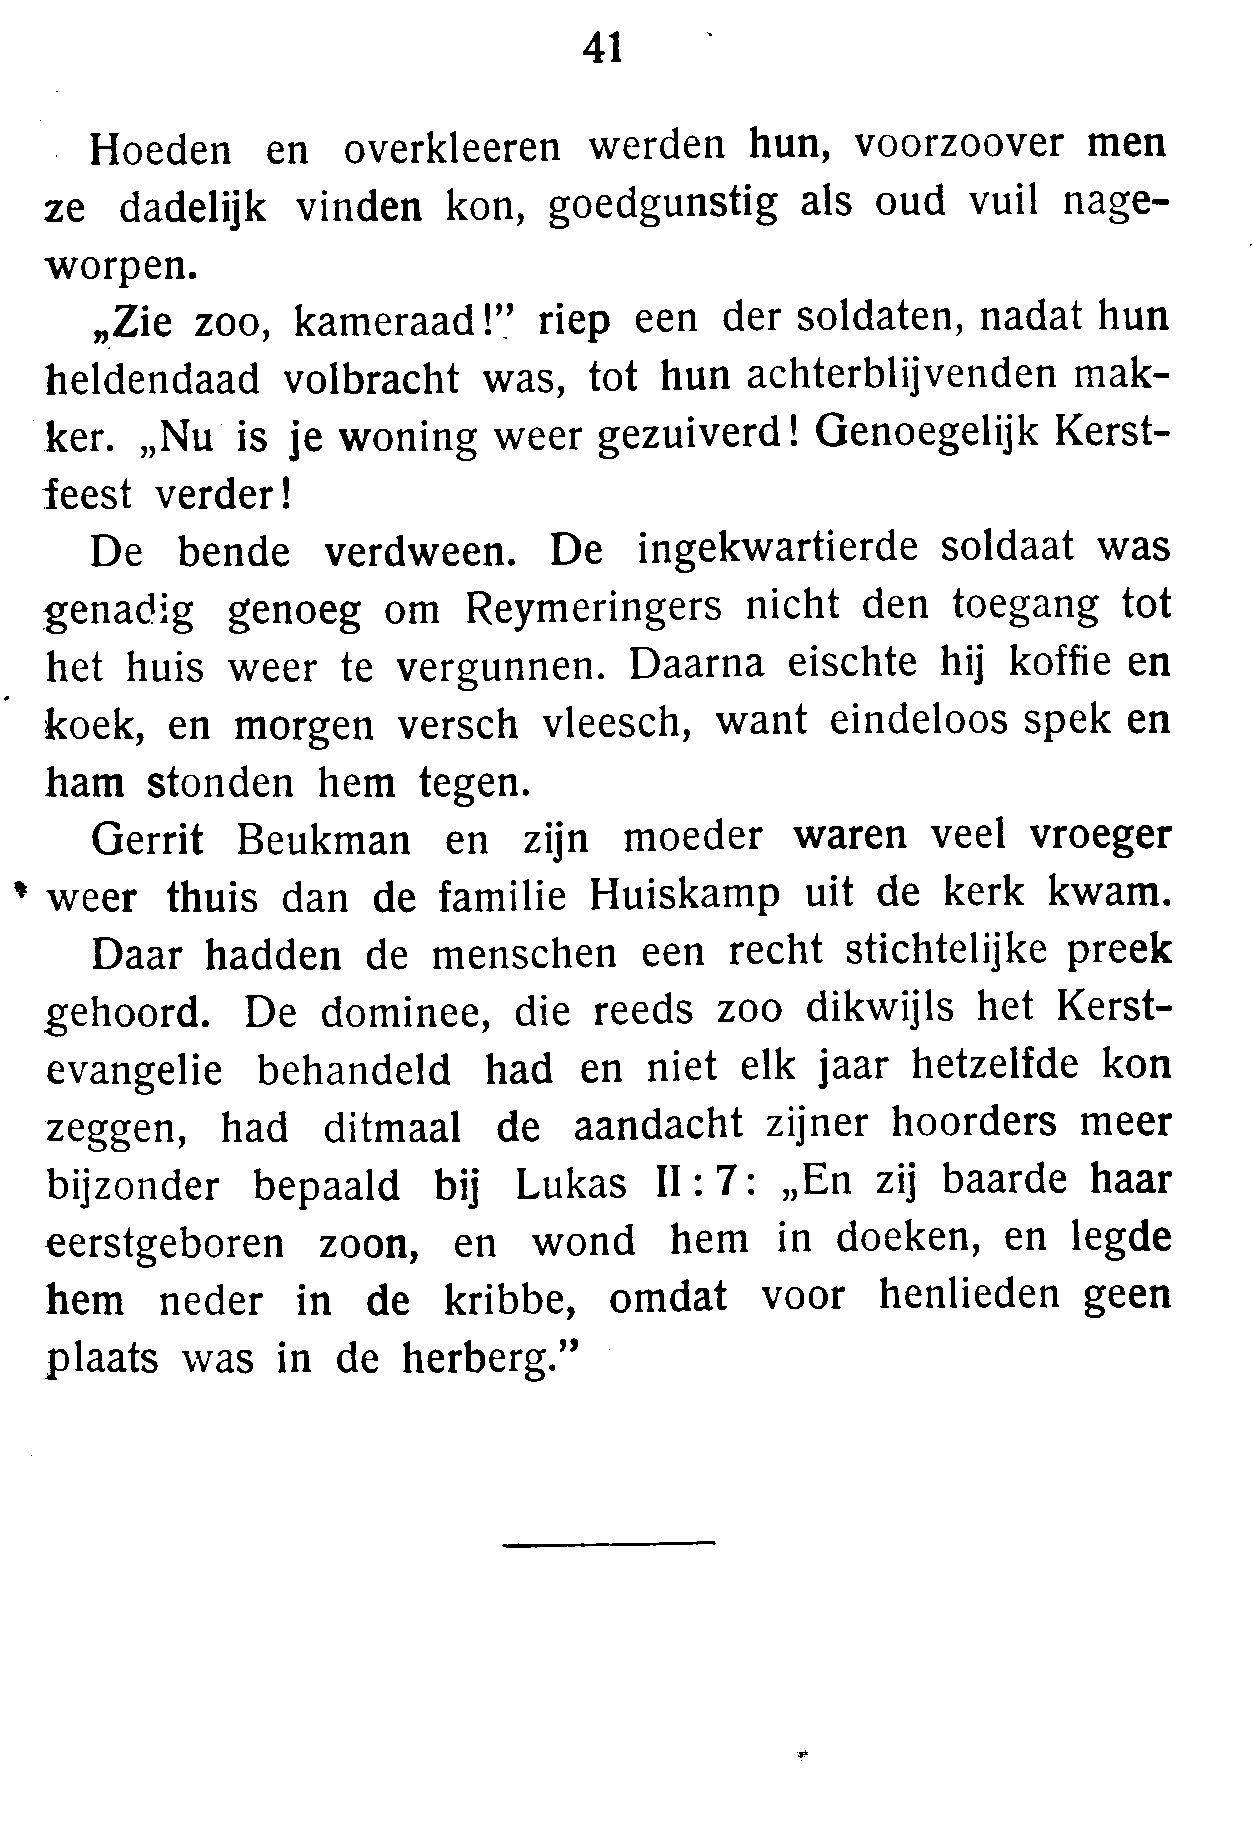 41
Hoeden en overkleeren werden hun, voorzoover men
ze dadelijk vinden kon, goedgunstig als oud vuil nage-
worpen.
„Zie zoo, kameraad!” riep een der soldaten, nadat hun
heldendaad volbracht was, tot hun achterblijvenden mak-
ker. „Nu is je woning weer gezuiverd! Genoegelijk Kerst-
feest verder!
De bende verdween. De ingekwartierde soldaat was
genadig genoeg om Reymeringers nicht den toegang tot
het huis weer te vergunnen. Daarna eischte hij koffie en
koek, en morgen versch vleesch, want eindeloos spek en
ham stonden hem tegen.
Gerrit Beukman en zijn moeder waren veel vroeger
weer thuis dan de familie Huiskamp uit de kerk kwam.
Daar hadden de menschen een recht stichtelijke preek
gehoord. De dominee, die reeds zoo dikwijls het Kerst-
evangelie behandeld had en niet elk jaar hetzelfde kon
zeggen, had ditmaal de aandacht zijner hoorders meer
bijzonder bepaald bij Lukas II : 7: „En zij baarde haar
eerstgeboren zoon, en wond hem in doeken, en legde
hem neder in de kribbe, omdat voor henlieden geen
plaats was in de herberg.”